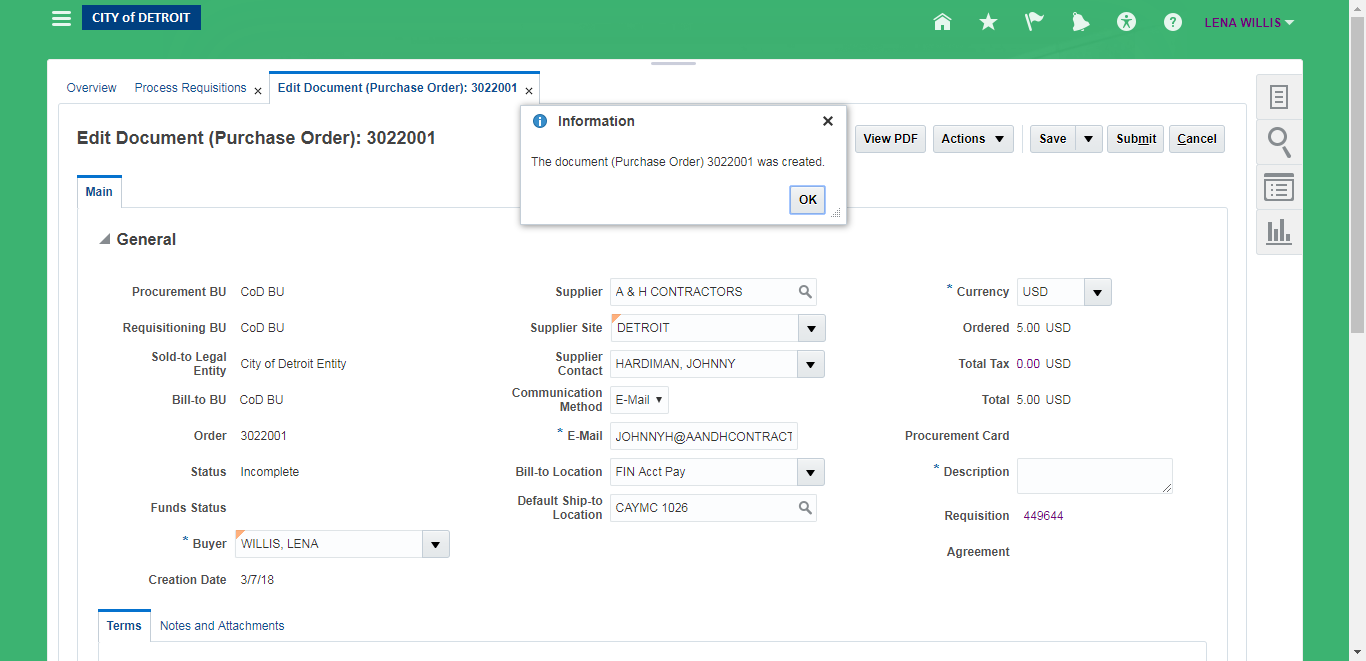 CITY of DETROIT
LENA WILLIS
Overview
Process Requisitions
Edit Document (Purchase Order): 3022001
Edit Document (Purchase Order): 3022001
Information
The document (Purchase Order) 3022001 was created.
OK
View PDF
Actions
Save
Submit
Cancel
Main
General
Procurement BU CoD BU
Requisitioning BU CoD BU
Sold-to Legal
Entity City of Detroit Entity
Bill-to BU CoD BU
Order 3022001
Status Incomplete
Funds Status
* Buyer WILLIS, LENA
Creation Date 3/7/18
Supplier A & H CONTRACTORS
Supplier Site DETROIT
Supplier
Contact HARDIMAN, JOHNNY
Communication
Method E-Mail
* E-Mail JOHNNYH@AANDHCONTRACT
Bill-to Location FIN Acct Pay
Default Ship-to
Location CAYMC 1026
* Currency USD
Ordered 5.00 USD
Total Tax 0.00 USD
Total 5.00 USD
Procurement Card
* Description
Requisition 449644
Agreement
Terms
Notes and Attachments